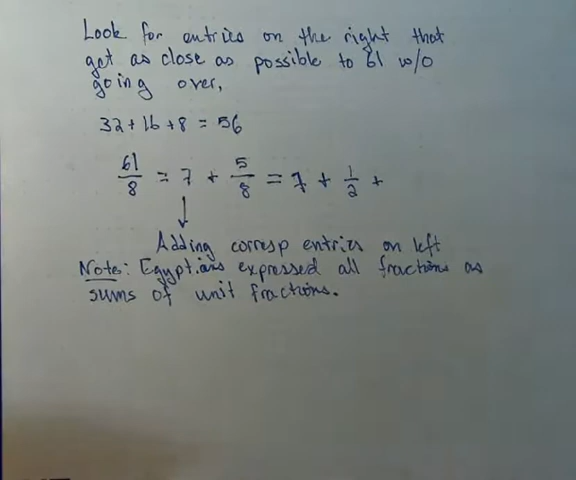 Look for entries on the right that
get as close as possible to 61 w/o
going over,
32+16+8 = 56
61/8 = 7 + 5/8 = 7 + 1/2 +
Adding corresp entries on left
Note: Egyptians expressed all fractions as
sums of unit fractions.